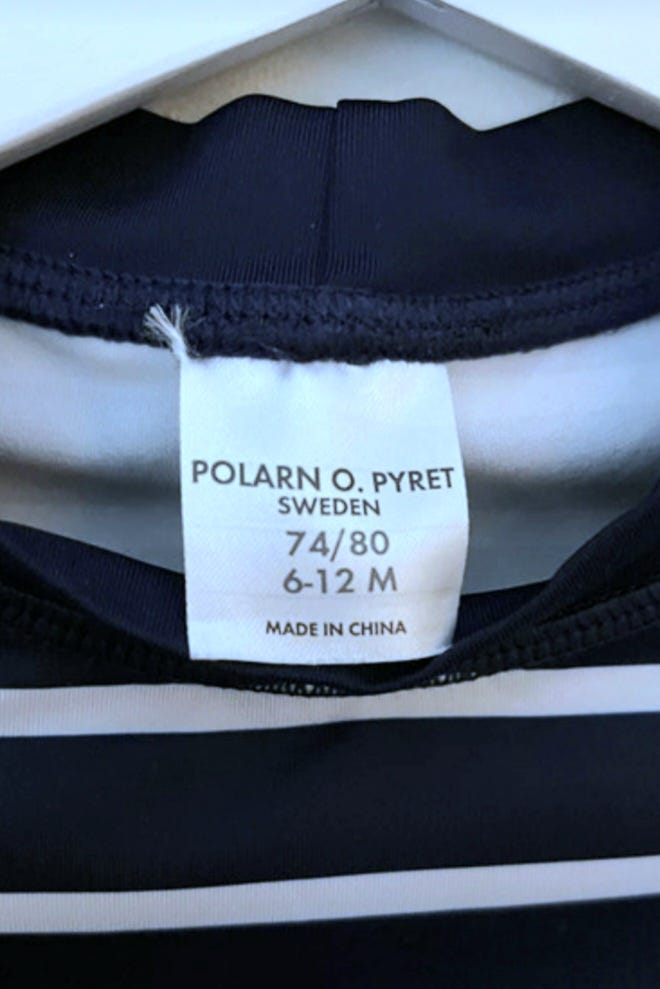 POLARN O. PYRET
SWEDEN
74/80
6-12 M
MADE IN CHINA